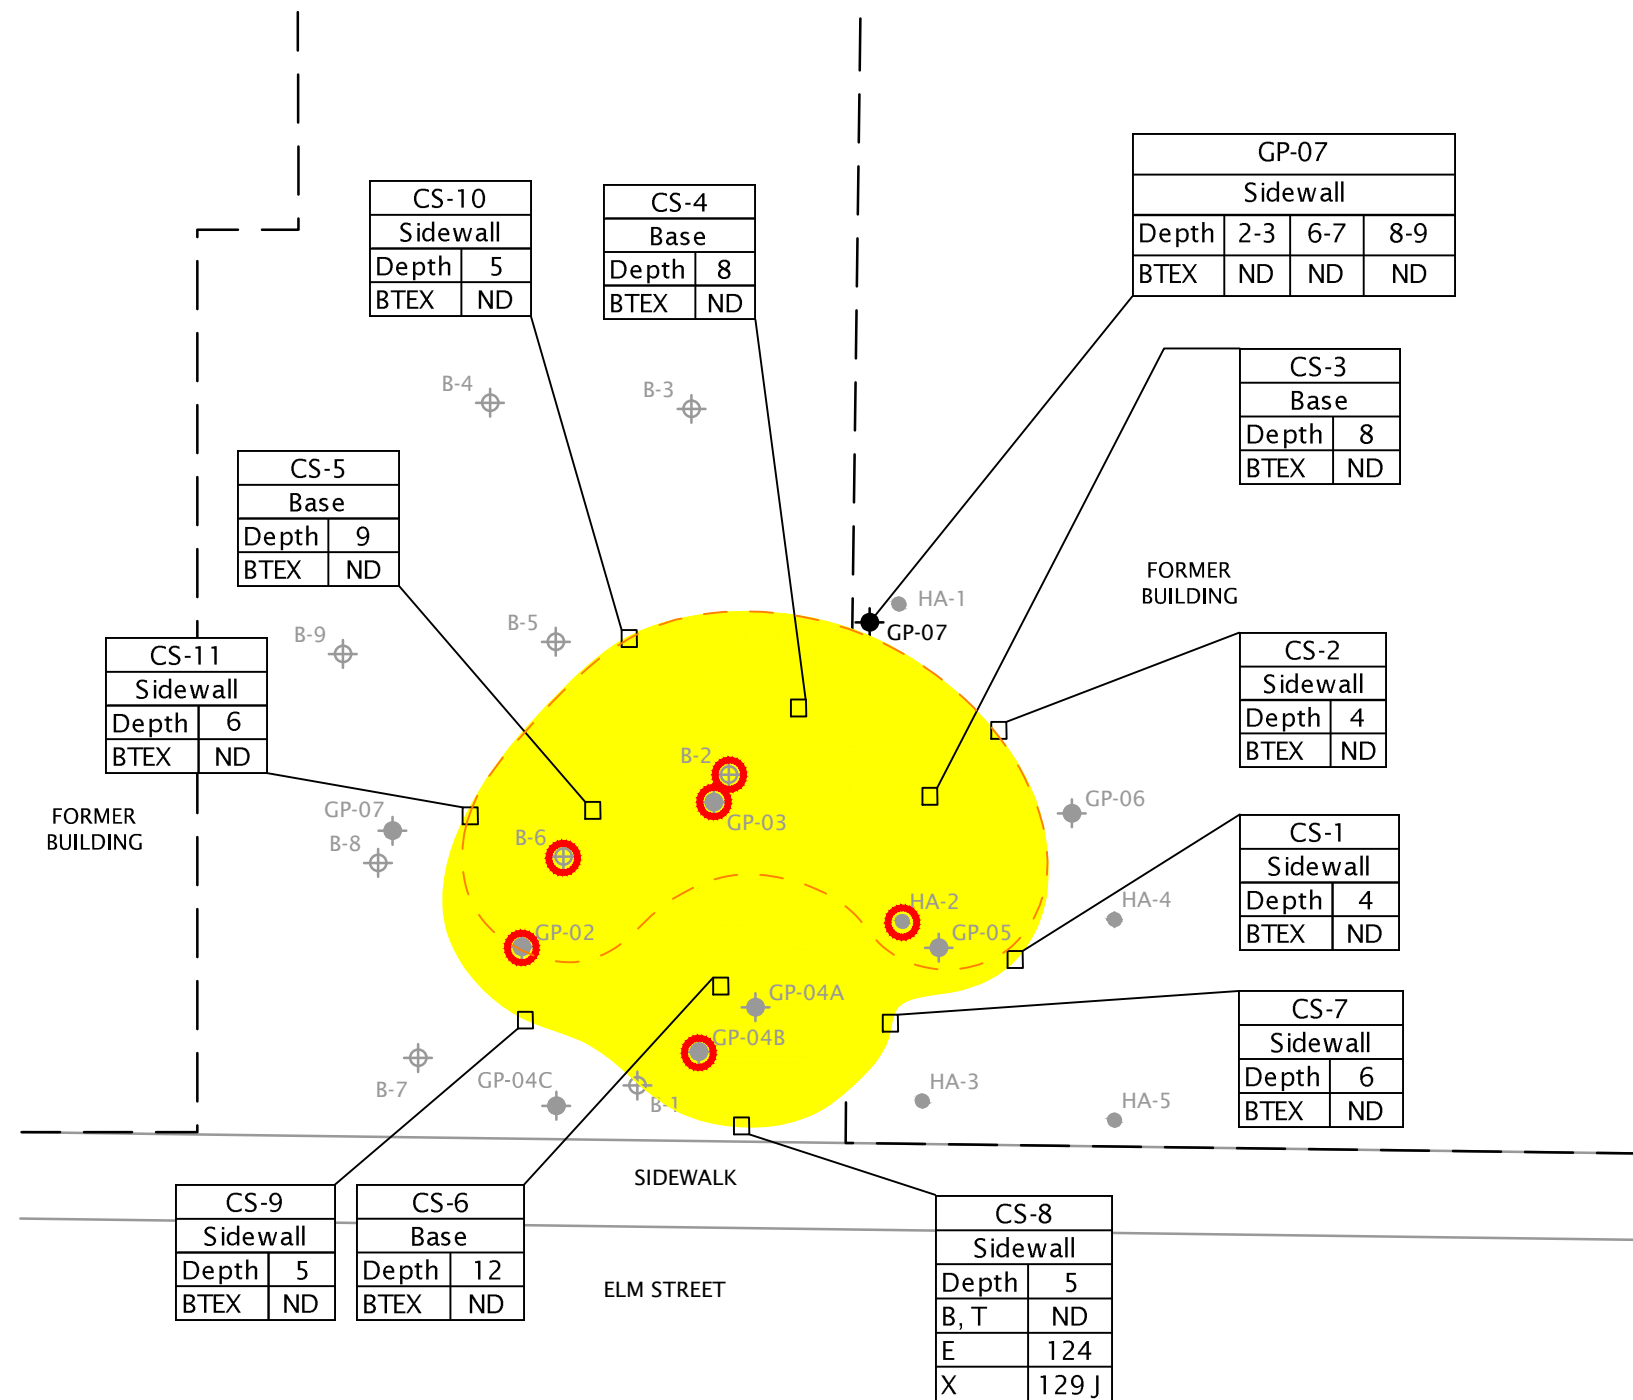 GP-07
Sidewall
Depth 2-3 6-7 8-9
BTEX ND ND ND
CS-10
Sidewall
Depth 5
BTEX ND
CS-4
Base
Depth 8
BTEX ND
CS-3
Base
Depth 8
BTEX ND
B-4
B-3
CS-5
Base
Depth 9
BTEX ND
FORMER
BUILDING
HA-1
GP-07
B-5
B-9
CS-11
Sidewall
Depth 6
BTEX ND
CS-2
Sidewall
Depth 4
BTEX ND
B-2
GP-03
GP-06
GP-07
B-8
B-6
FORMER
BUILDING
CS-1
Sidewall
Depth 4
BTEX ND
HA-2
HA-4
GP-02
GP-05
GP-04A
GP-04B
CS-7
Sidewall
Depth 6
BTEX ND
B-7
GP-04C
B-1
HA-3
HA-5
SIDEWALK
CS-9
Sidewall
Depth 5
BTEX ND
CS-6
Base
Depth 12
BTEX ND
CS-8
Sidewall
Depth 5
B, T ND
E 124
X 129 J
ELM STREET